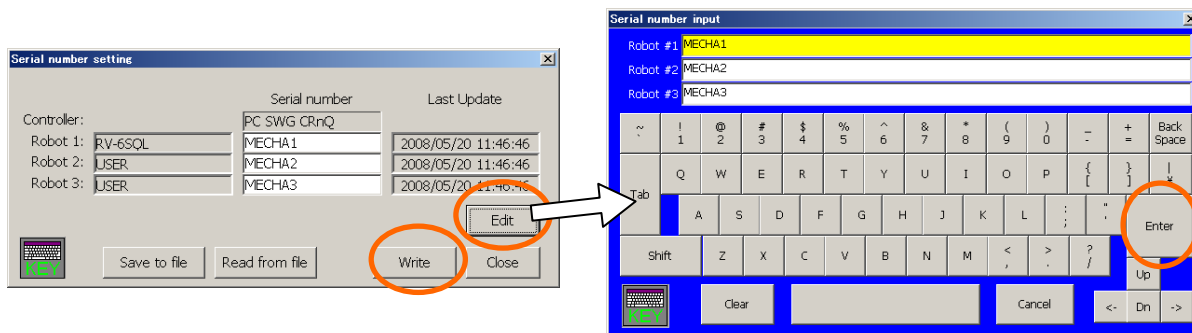 Serial number setting
Serial number Last Update
Controller: PC SWG CRnQ
Robot 1: RV-6SQL MECHA1 2008/05/20 11:46:46
Robot 2: USER MECHA2 2008/05/20 11:46:46
Robot 3: USER MECHA3 2008/05/20 11:46:46
Edit
KEY Save to file Read from file Write Close
Serial number input
Robot #1 MECHA1
Robot #2 MECHA2
Robot #3 MECHA3
~ ! @ # $ % ^ & * ( ) _ + Back
` 1 2 3 4 5 6 7 8 9 0 - = Space
Tab Q W E R T Y U I O P { [ } ] | ¥
A S D F G H J K L : ; " ' Enter
Shift Z X C V B N M < , > . ? /
Up
KEY Clear Cancel <- Dn ->